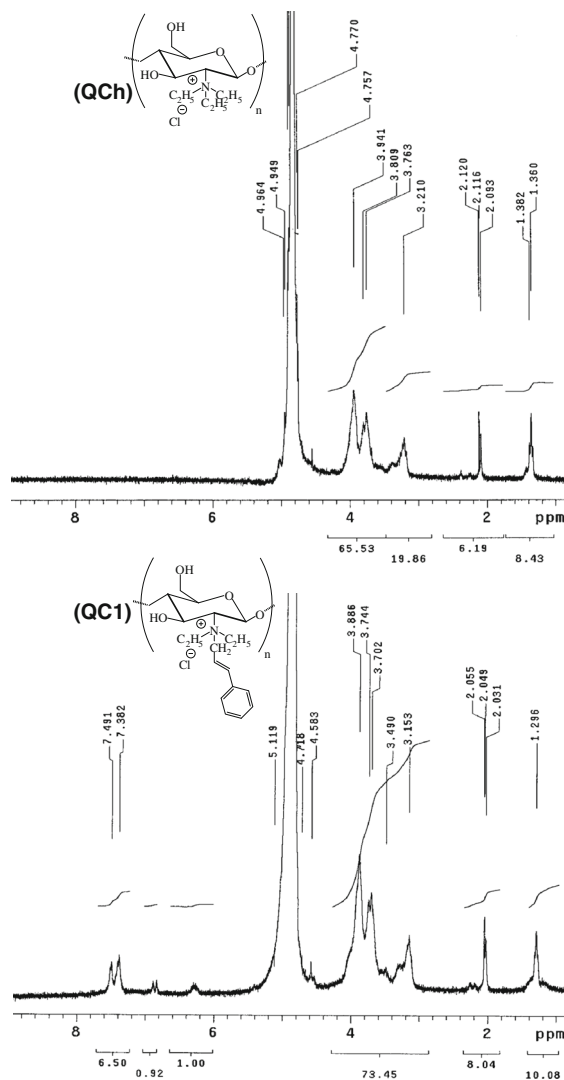 (QCh)
OH
O
HO
O
N
⊕
C2H5
C2H5
C2H5
Cl
⊖
n
4.964
4.949
4.770
4.757
3.941
3.809
3.763
3.210
2.120
2.116
2.093
1.382
1.360
8 6 4 2 ppm
65.53 19.86 6.19 8.43
(QC1)
OH
O
HO
O
⊕
N
C2H5
C2H5
CH2
Cl
⊖
n
7.491
7.382
5.119
4.718
4.583
3.886
3.744
3.702
3.490
3.153
2.055
2.049
2.031
1.296
8 6 4 2 ppm
6.50 0.92 1.00 73.45 8.04 10.08